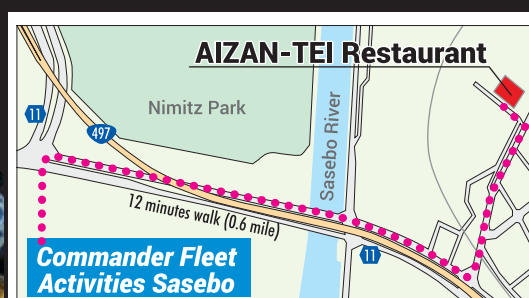 AIZAN-TEI Restaurant
Nimitz Park
11
497
Sasebo River
12 minutes walk (0.6 mile)
11
Commander Fleet
Activities Sasebo